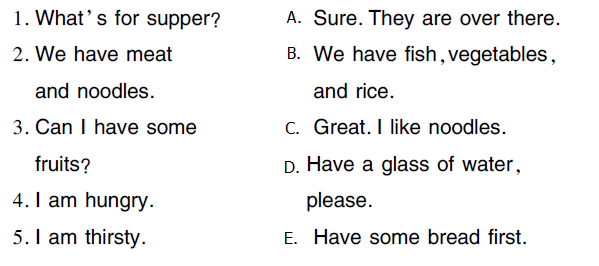 1. What's for supper? A. Sure. They are over there.
2. We have meat B. We have fish, vegetables,
and noodles. and rice.
3. Can I have some C. Great. I like noodles.
fruits? D. Have a glass of water,
4. I am hungry. please.
5. I am thirsty. E. Have some bread first.